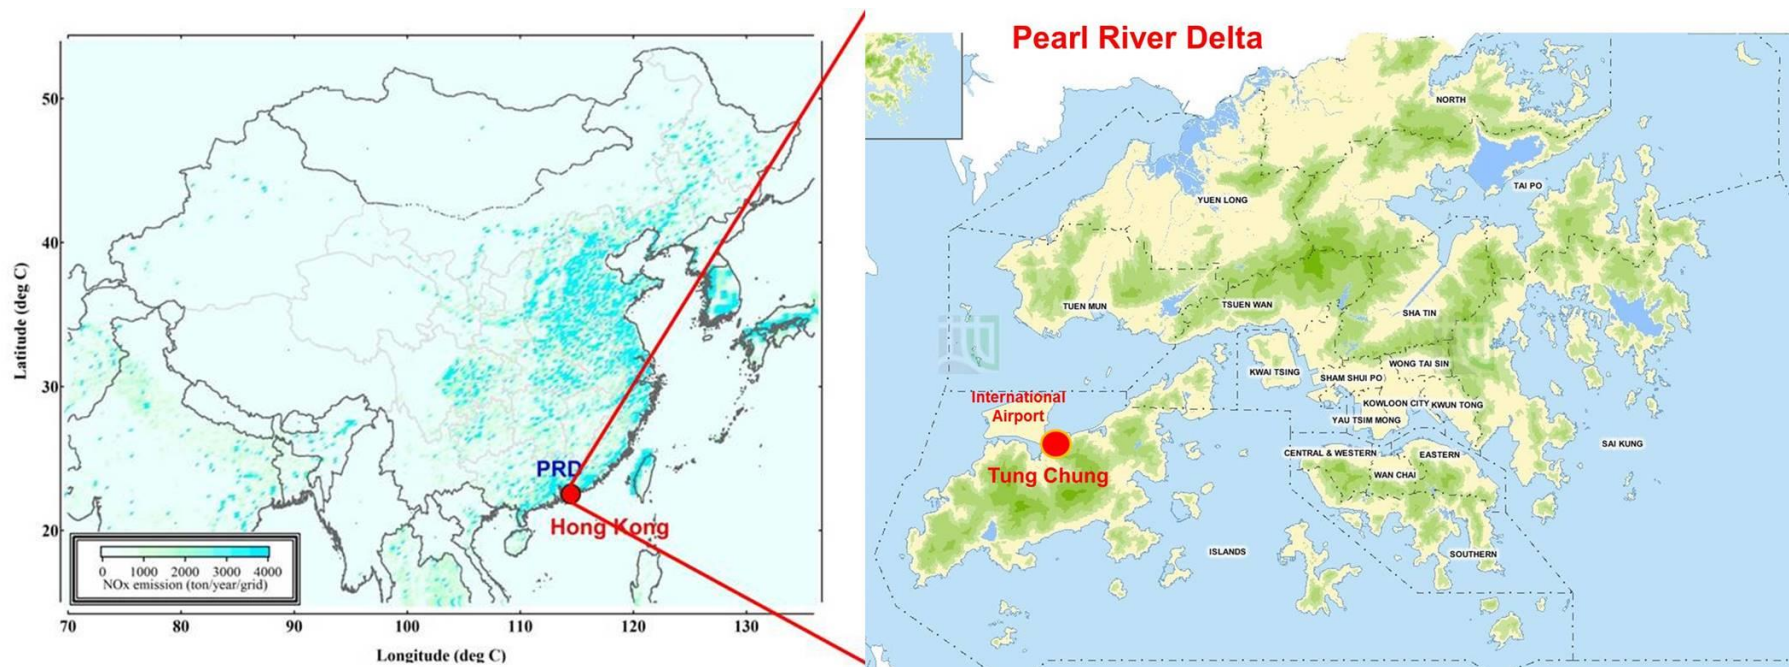 50
40
30
20
Latitude (deg C)
PRD
Hong Kong
0 1000 2000 3000 4000
NOx emission (ton/year/grid)
70 80 90 100 110 120 130
Longitude (deg C)
Pearl River Delta
NORTH
TAI PO
YUEN LONG
TUEN MUN
TSUEN WAN
SHA TIN
WONG TAI SIN
KWAI TSING
SHAM SHUI PO
International
Airport
KOWLOON CITY
KWUN TONG
YAU TSIM MONG
SAI KUNG
CENTRAL & WESTERN
EASTERN
Tung Chung
WAN CHAI
ISLANDS
SOUTHERN